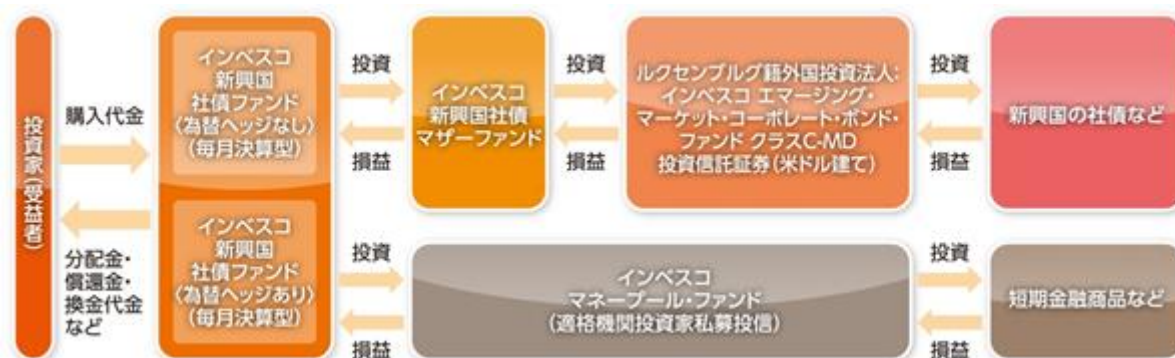 投資家(受益者)
購入代金
分配金・
償還金・
換金代金
など
インベスコ
新興国
社債ファンド
〈為替ヘッジなし〉
(毎月決算型)
インベスコ
新興国
社債ファンド
〈為替ヘッジあり〉
(毎月決算型)
投資
損益
インベスコ
新興国社債
マザーファンド
投資
損益
ルクセンブルグ籍外国投資法人:
インベスコ エマージング・
マーケット・コーポレート・ボンド・
ファンド クラスC-MD
投資信託証券(米ドル建て)
投資
損益
新興国の社債など
投資
損益
インベスコ
マネープール・ファンド
(適格機関投資家私募投信)
投資
損益
短期金融商品など